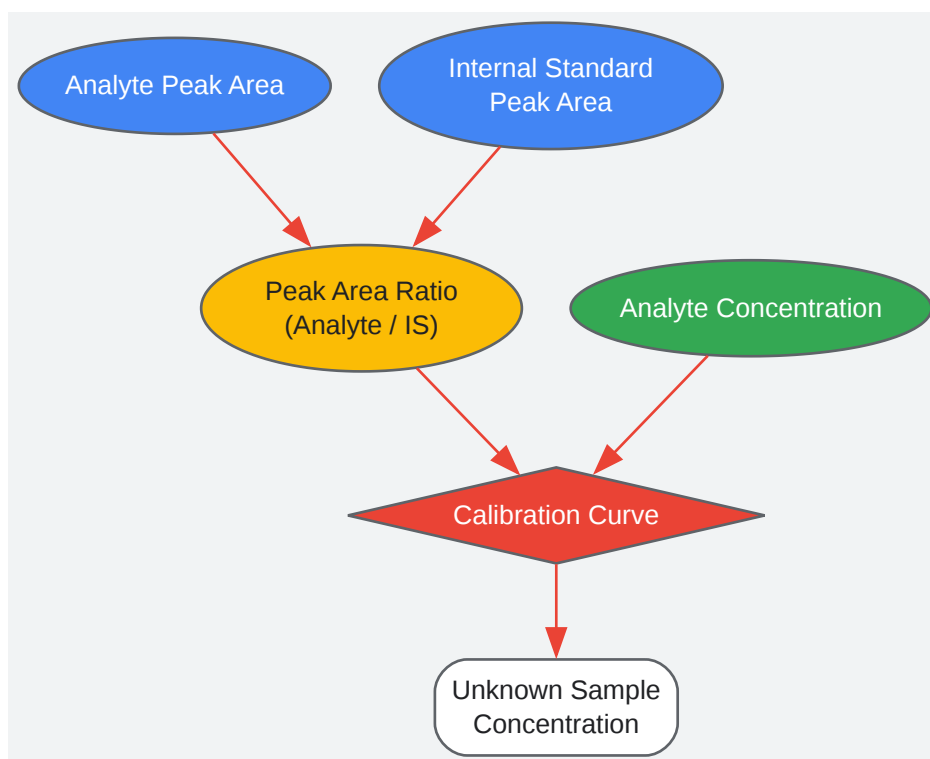 Analyte Peak Area
Internal Standard
Peak Area
Peak Area Ratio
(Analyte / IS)
Analyte Concentration
Calibration Curve
Unknown Sample
Concentration